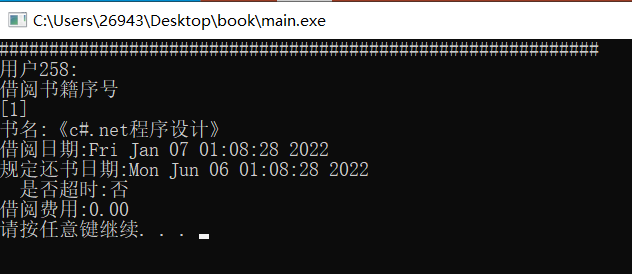 C:\Users\26943\Desktop\book\main.exe
############################################################
用户258:
借阅书籍序号
[1]
书名:《c#.net程序设计》
借阅日期:Fri Jan 07 01:08:28 2022
规定还书日期:Mon Jun 06 01:08:28 2022
  是否超时:否
借阅费用:0.00
请按任意键继续. . .